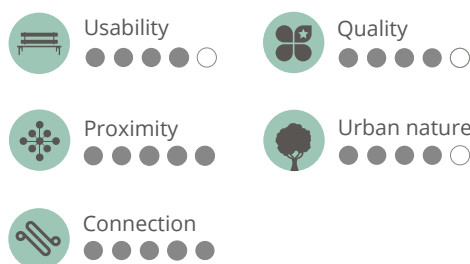 Usability
Quality
Proximity
Urban nature
Connection